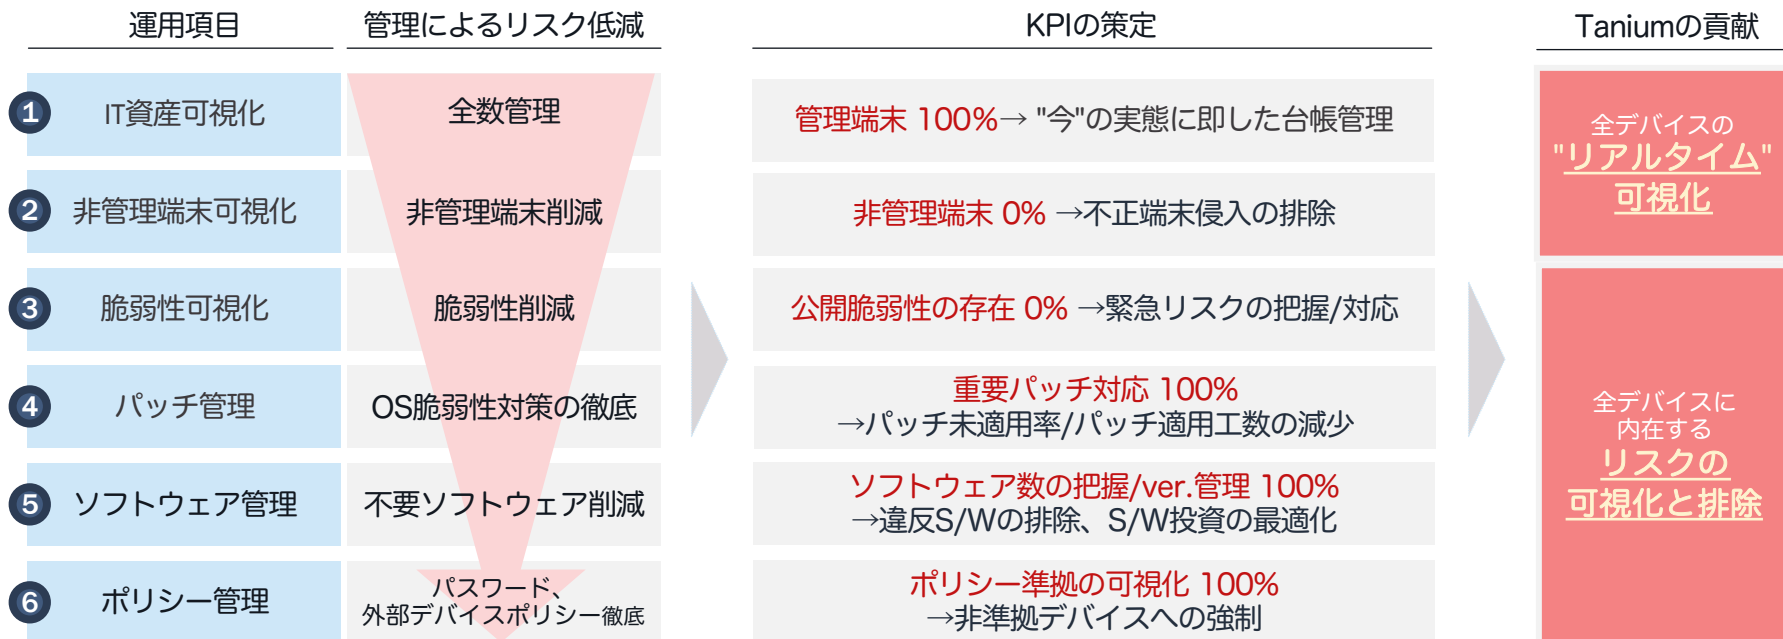 運用項目
管理によるリスク低減
KPIの策定
Taniumの貢献
1
IT資産可視化
全数管理
管理端末 100%→ "今"の実態に即した台帳管理
2
非管理端末可視化
非管理端末削減
非管理端末 0% →不正端末侵入の排除
3
脆弱性可視化
脆弱性削減
公開脆弱性の存在 0% →緊急リスクの把握/対応
4
パッチ管理
OS脆弱性対策の徹底
重要パッチ対応 100%
→パッチ未適用率/パッチ適用工数の減少
5
ソフトウェア管理
不要ソフトウェア削減
ソフトウェア数の把握/ver.管理 100%
→違反S/Wの排除、S/W投資の最適化
6
ポリシー管理
パスワード、
外部デバイスポリシー徹底
ポリシー準拠の可視化 100%
→非準拠デバイスへの強制
全デバイスの
"リアルタイム"
可視化
全デバイスに
内在する
リスクの
可視化と排除